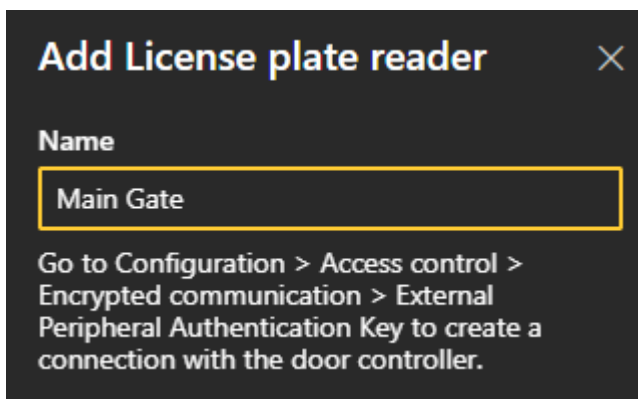 Add License plate reader
Name
Main Gate
Go to Configuration > Access control >
Encrypted communication > External
Peripheral Authentication Key to create a
connection with the door controller.